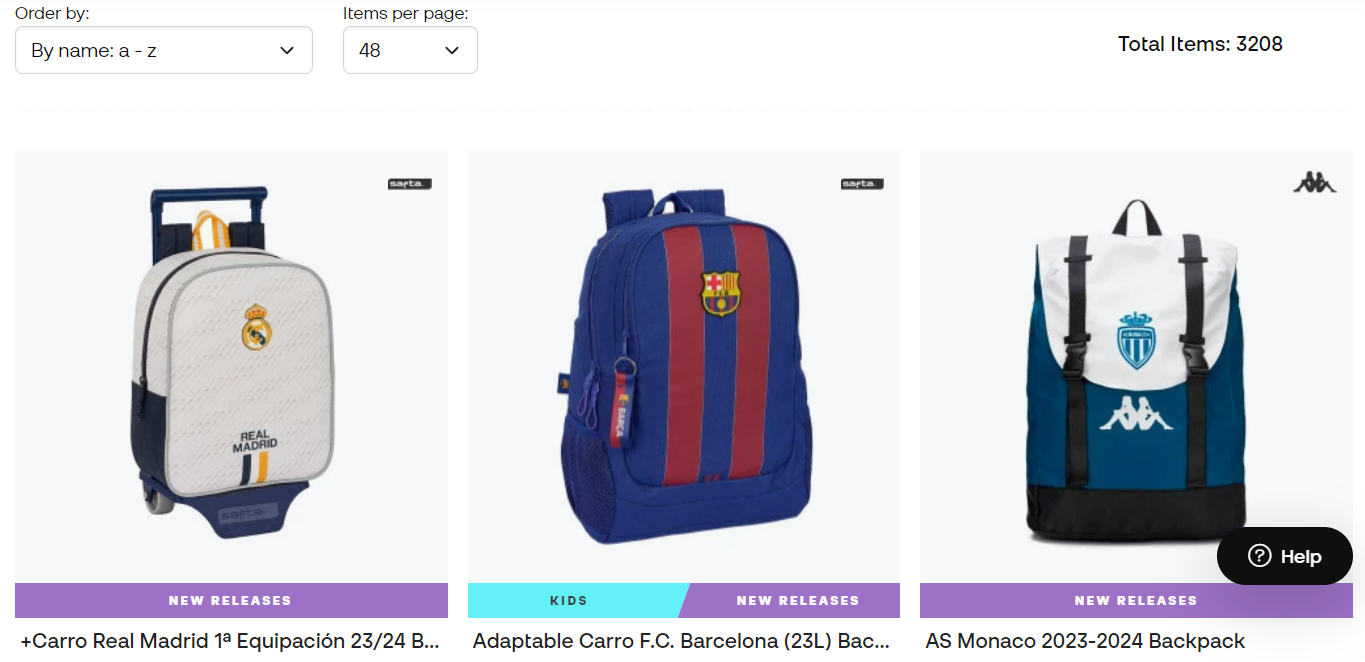 Order by:
Items per page:
By name: a - z
48
Total Items: 3208
safta.
safta.
REAL
MADRID
safta.
FCB
BARÇA
NEW RELEASES
KIDS
NEW RELEASES
NEW RELEASES
Help
+Carro Real Madrid 1ª Equipación 23/24 B...
Adaptable Carro F.C. Barcelona (23L) Bac...
AS Monaco 2023-2024 Backpack